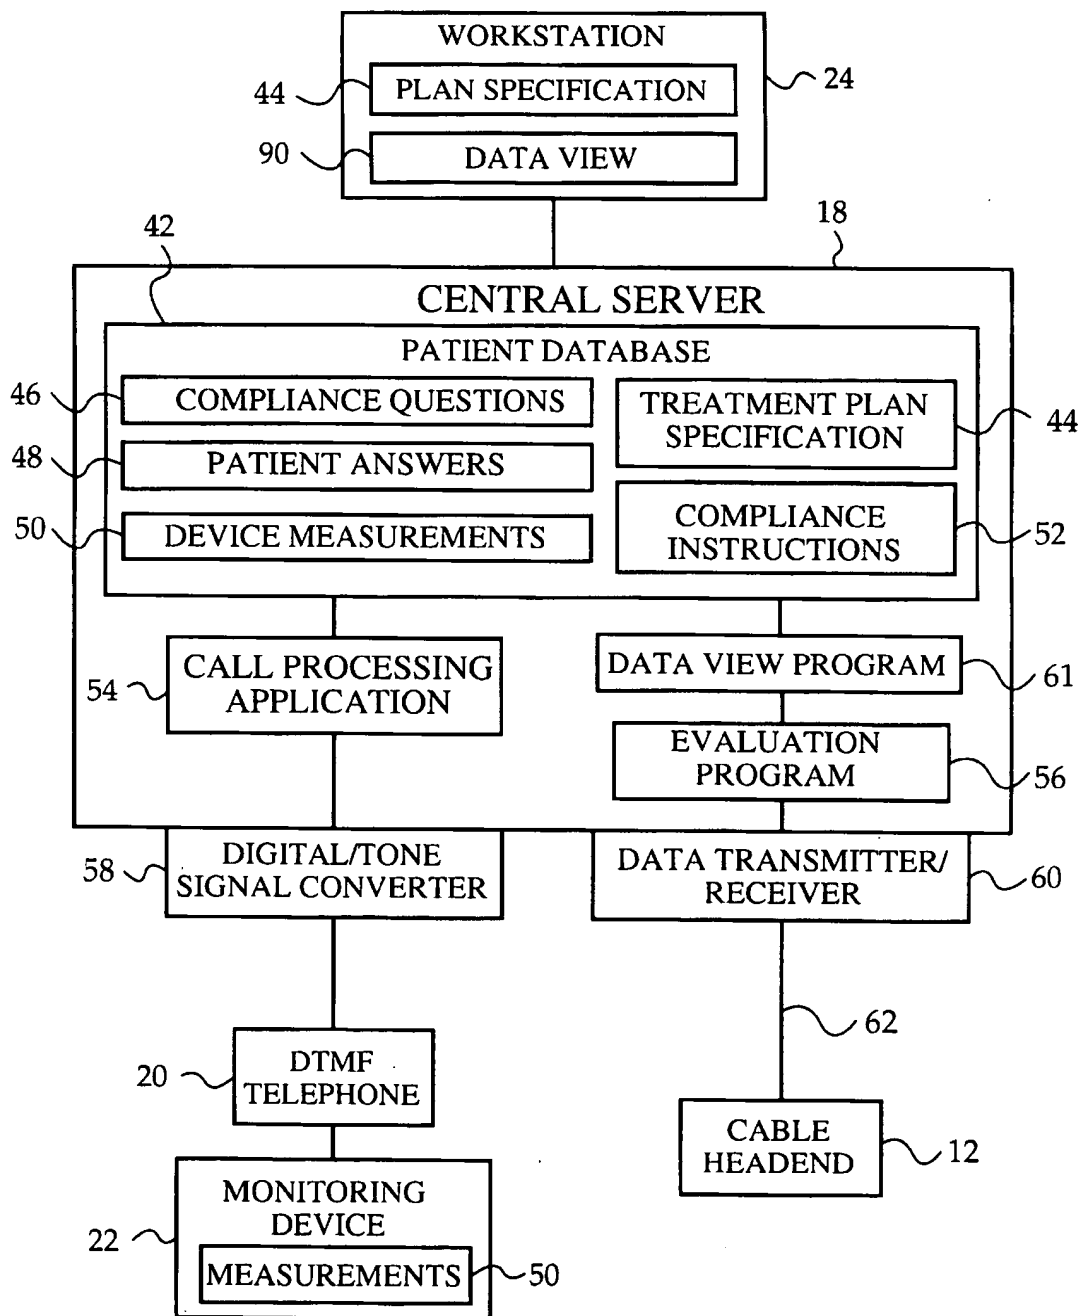 WORKSTATION
44
PLAN SPECIFICATION
24
90
DATA VIEW
42
18
CENTRAL SERVER
PATIENT DATABASE
46
COMPLIANCE QUESTIONS
TREATMENT PLAN
SPECIFICATION
44
48
PATIENT ANSWERS
50
DEVICE MEASUREMENTS
COMPLIANCE
INSTRUCTIONS
52
54
CALL PROCESSING
APPLICATION
DATA VIEW PROGRAM
61
EVALUATION
PROGRAM
56
58
DIGITAL/TONE
SIGNAL CONVERTER
DATA TRANSMITTER/
RECEIVER
60
62
20
DTMF
TELEPHONE
CABLE
HEADEND
12
22
MONITORING
DEVICE
MEASUREMENTS
50